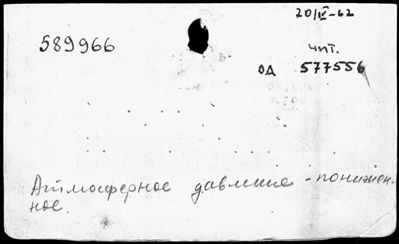 20/IV-62
589966
чит.
ОД 577556
Атмосферное давление - понижен-
ное.